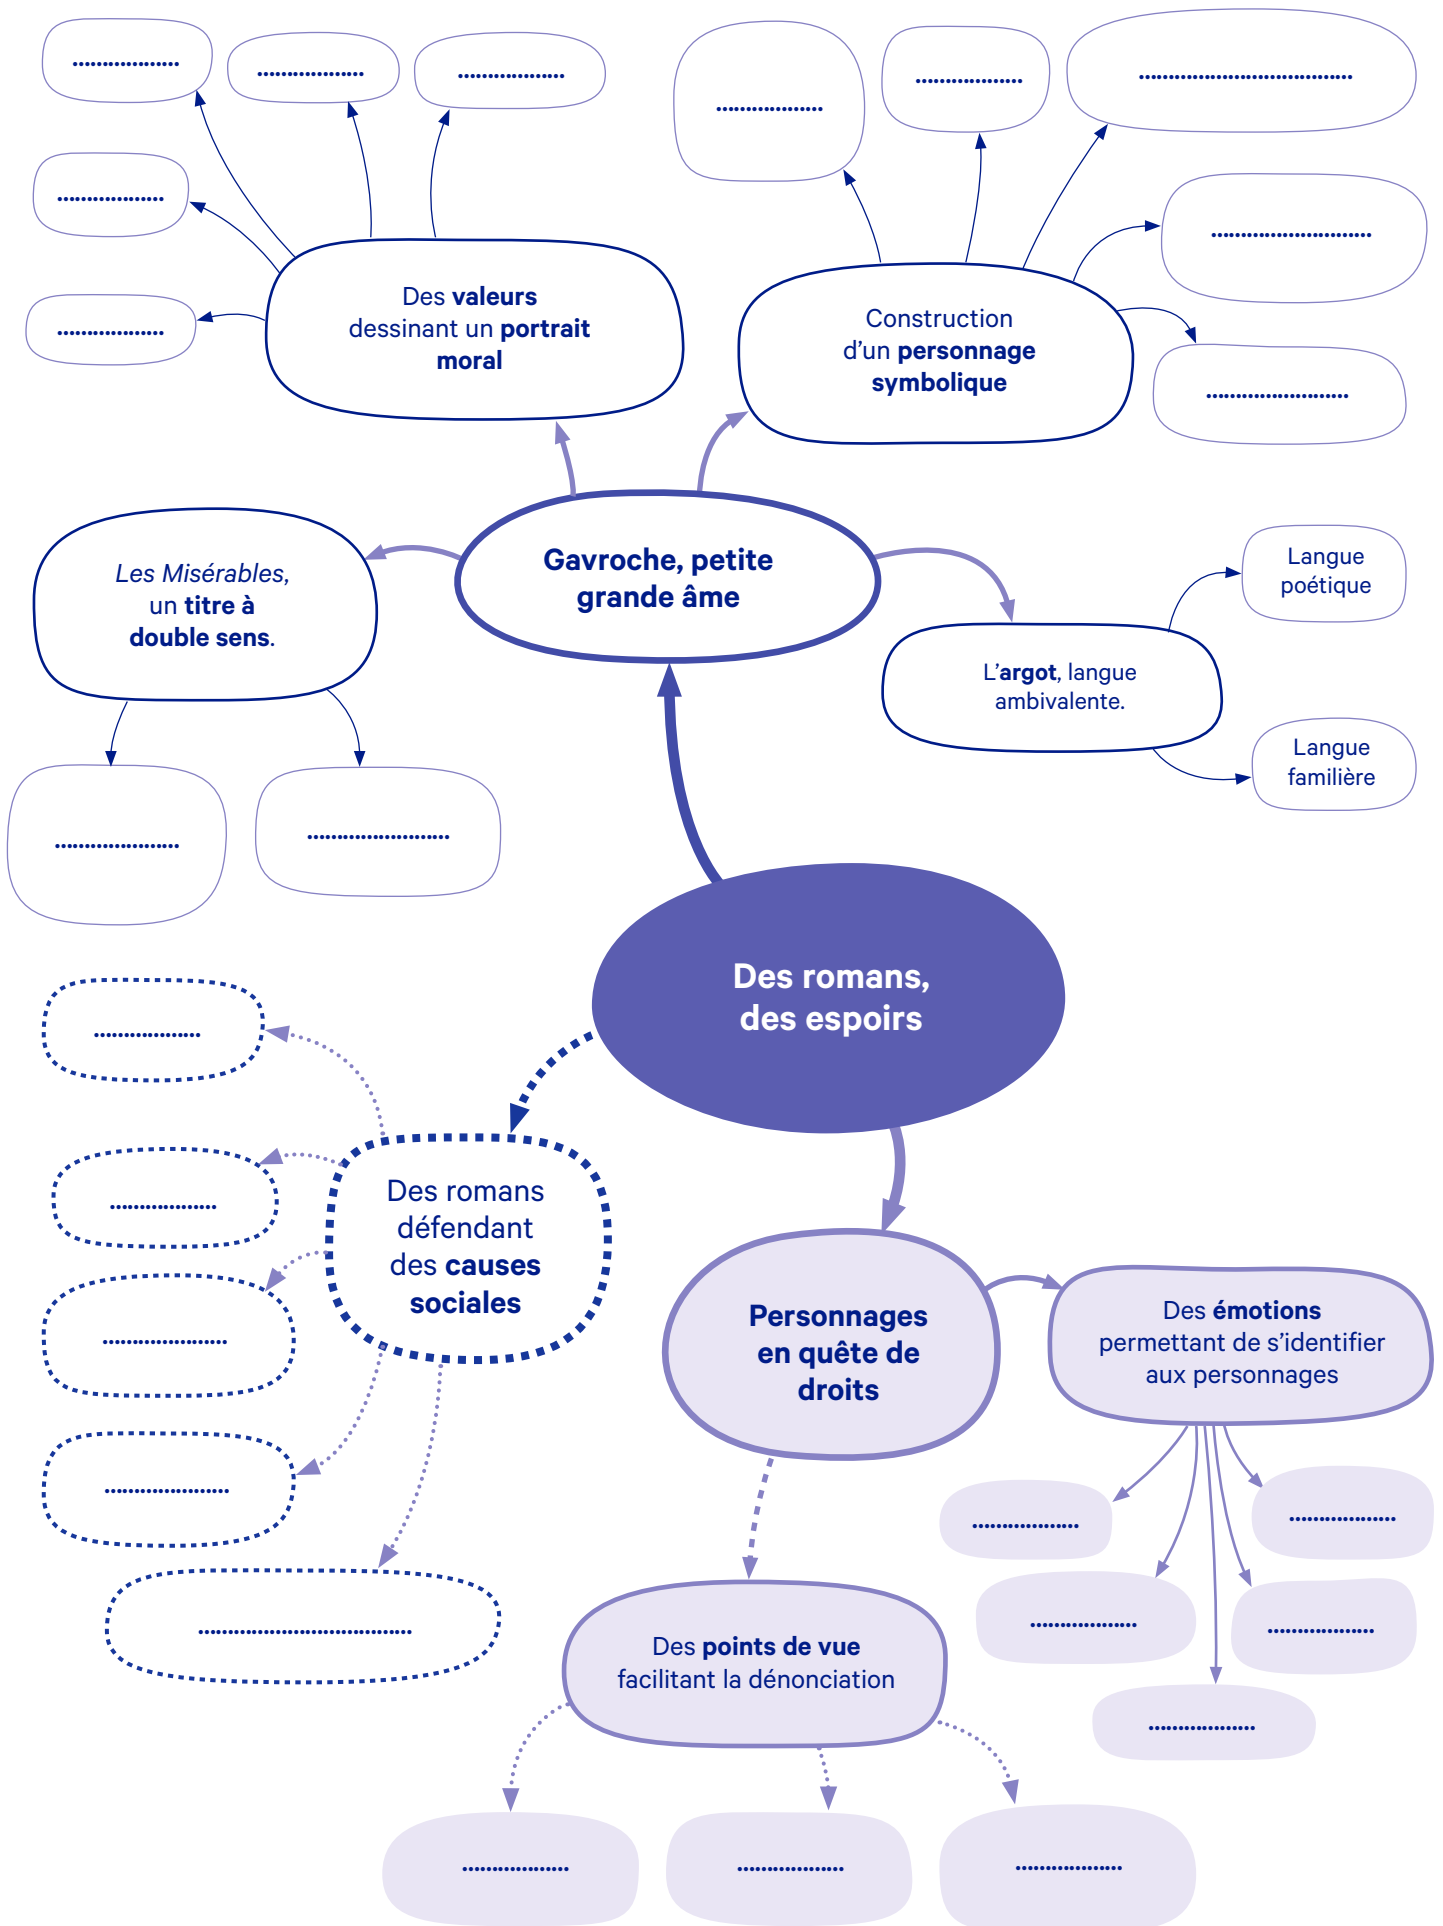 Des valeurs
dessinant un portrait
moral
Construction
d'un personnage
symbolique
Gavroche, petite
grande âme
Les Misérables,
un titre à
double sens.
Langue
poétique
L'argot, langue
ambivalente.
Langue
familière
Des romans,
des espoirs
Des romans
défendant
des causes
sociales
Personnages
en quête de
droits
Des émotions
permettant de s'identifier
aux personnages
Des points de vue
facilitant la dénonciation